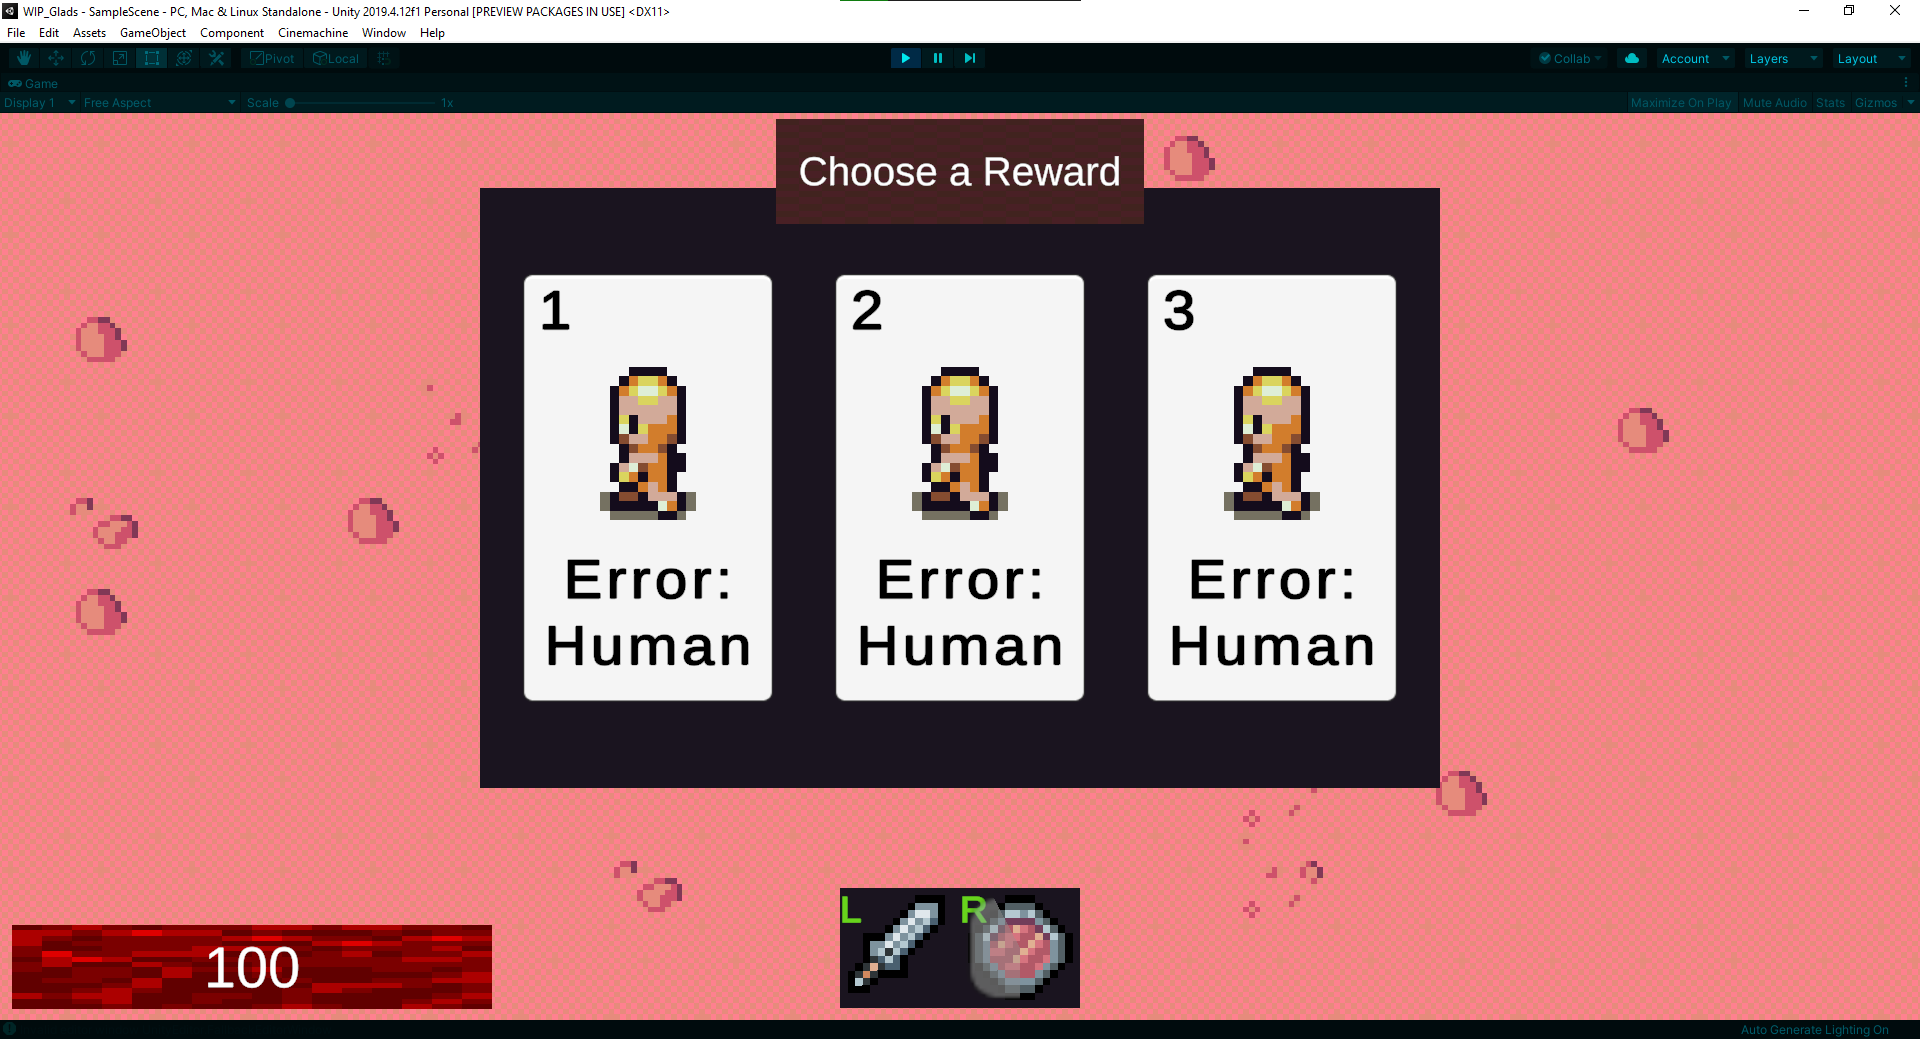 WIP_Glads - SampleScene - PC, Mac & Linux Standalone - Unity 2019.4.12f1 Personal [PREVIEW PACKAGES IN USE] <DX11>
File Edit Assets GameObject Component Cinemachine Window Help
Pivot Local Collab Account Layers Layout
Game
Display 1 Free Aspect Scale 1x Maximize On Play Mute Audio Stats Gizmos
Choose a Reward
1 2 3
Error: Error: Error:
Human Human Human
L R
100
Auto Generate Lighting On